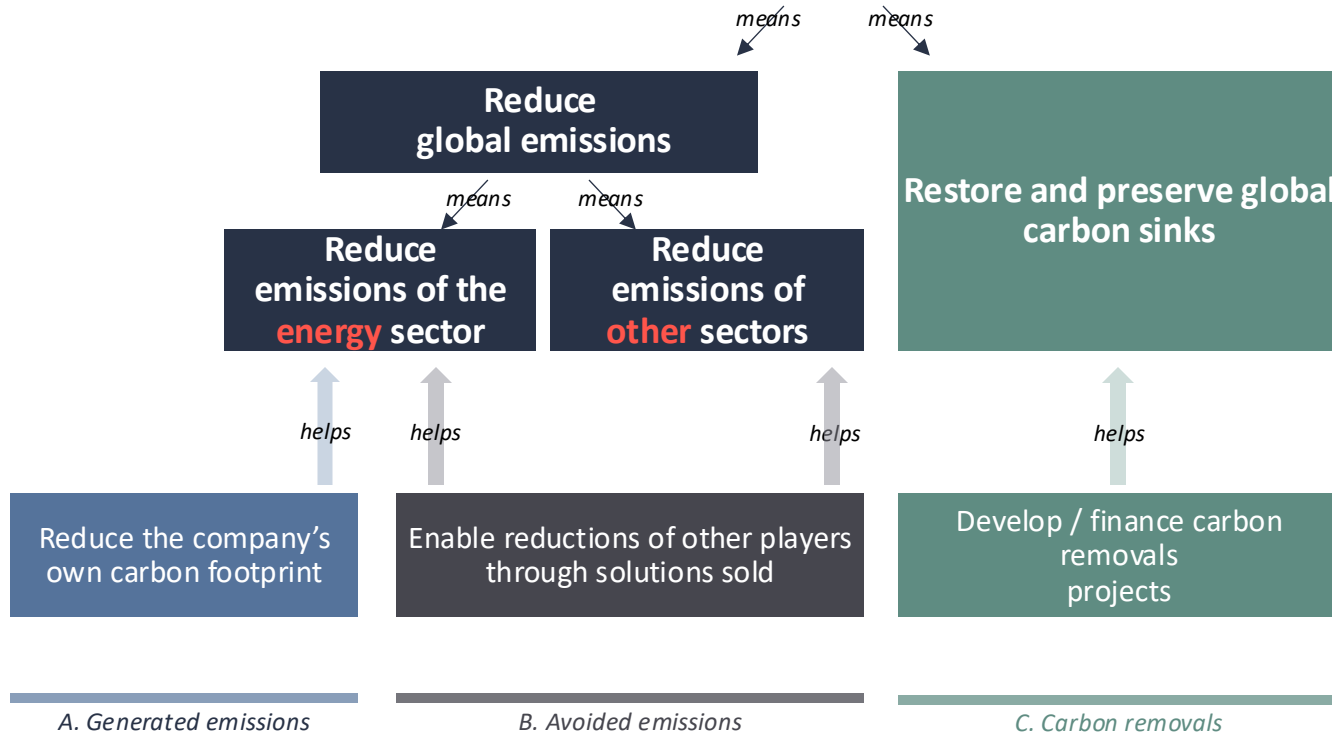 means
means
Reduce
global emissions
Restore and preserve global
carbon sinks
means
means
Reduce
emissions of the
energy sector
Reduce
emissions of
other sectors
helps
helps
helps
helps
Reduce the company’s
own carbon footprint
Enable reductions of other players
through solutions sold
Develop / finance carbon
removals
projects
A. Generated emissions
B. Avoided emissions
C. Carbon removals